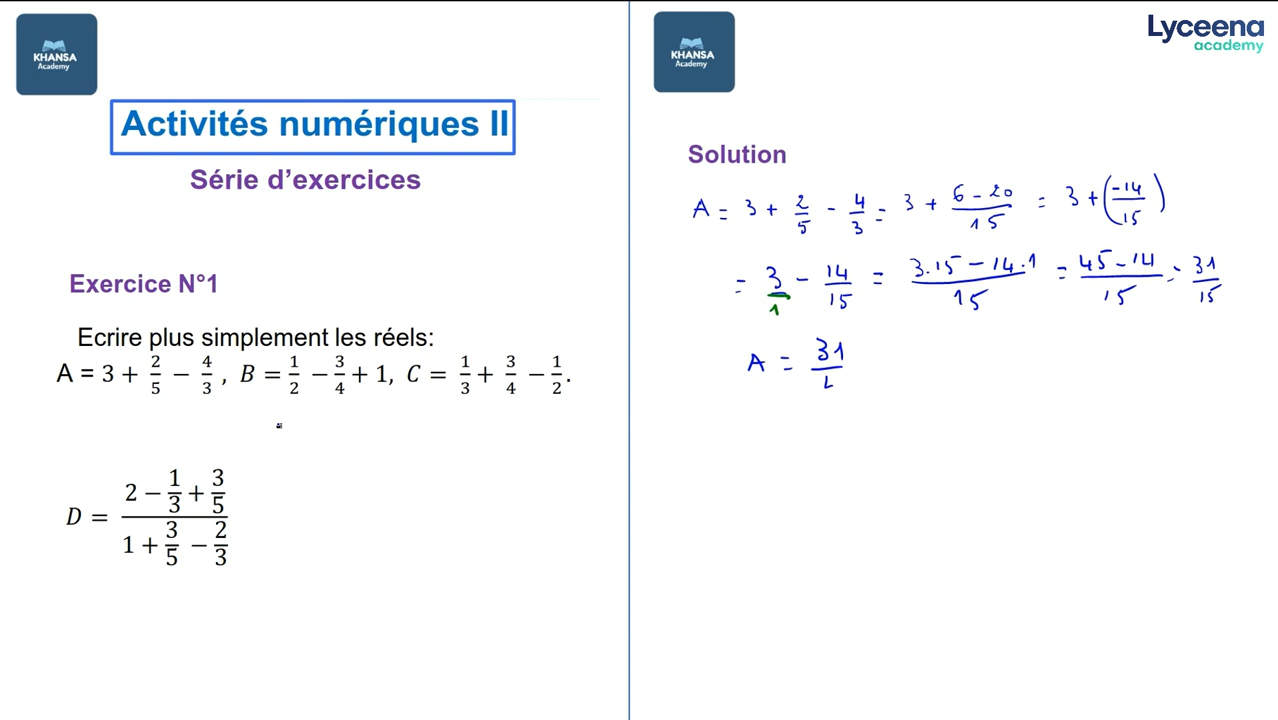 KHANSA
Academy
Activités numériques II
Série d'exercices
Exercice N°1
Ecrire plus simplement les réels:
A = 3 + 2/5 − 4/3 , B = 1/2 − 3/4 + 1, C = 1/3 + 3/4 − 1/2.
D = (2 − 1/3 + 3/5)/(1 + 3/5 − 2/3)
KHANSA
Academy
Lyceena
academy
Solution
A = 3 + 2/5 − 4/3 = 3 + (6 − 20)/15 = 3 + (−14/15)
= 3/1 − 14/15 = (3.15 − 14.1)/15 = (45 − 14)/15 = 31/15
A = 31/